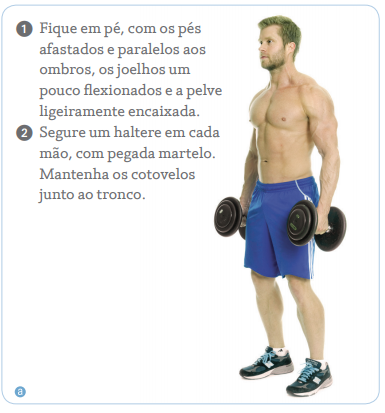 1 Fique em pé, com os pés
afastados e paralelos aos
ombros, os joelhos um
pouco flexionados e a pelve
ligeiramente encaixada.
2 Segure um haltere em cada
mão, com pegada martelo.
Mantenha os cotovelos
junto ao tronco.
a